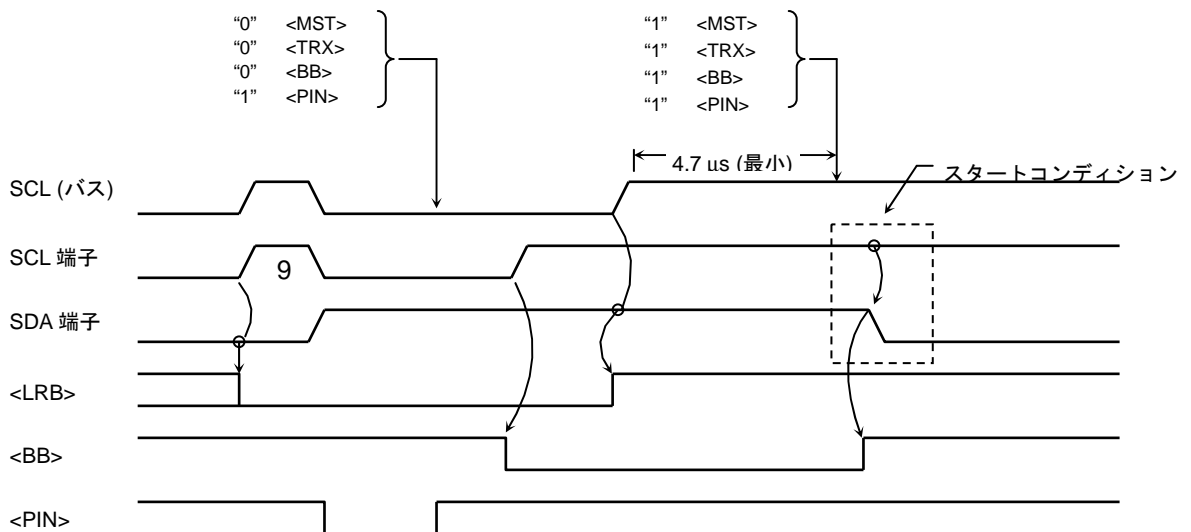 “0” <MST>
“0” <TRX>
“0” <BB>
“1” <PIN>
“1” <MST>
“1” <TRX>
“1” <BB>
“1” <PIN>
4.7 us (最小)
スタートコンディション
SCL (バス)
SCL 端子
9
SDA 端子
<LRB>
<BB>
<PIN>